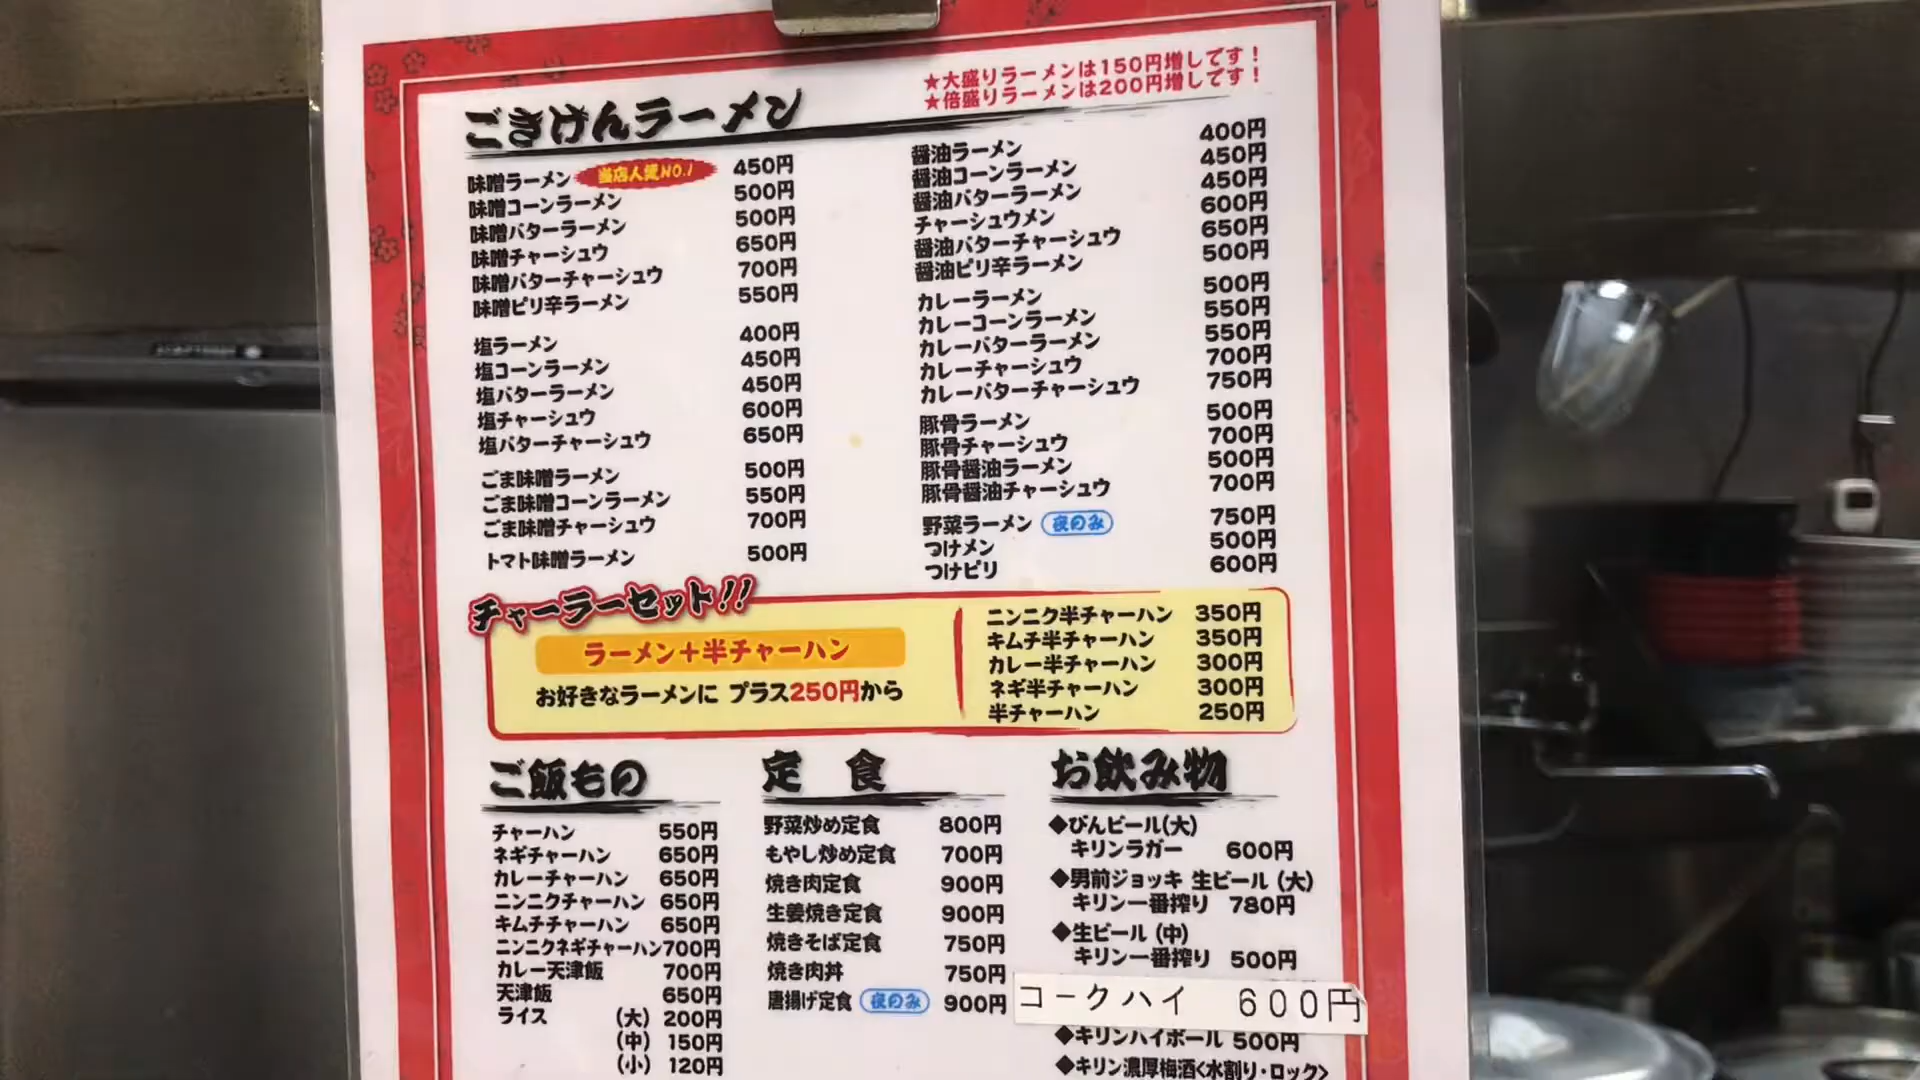 ごきげんラーメン
★大盛りラーメンは150円増しです！
★倍盛りラーメンは200円増しです！
味噌ラーメン 当店人気NO.1 450円
味噌コーンラーメン 500円
味噌バターラーメン 500円
味噌チャーシュウ 650円
味噌バターチャーシュウ 700円
味噌ピリ辛ラーメン 550円
塩ラーメン 400円
塩コーンラーメン 450円
塩バターラーメン 450円
塩チャーシュウ 600円
塩バターチャーシュウ 650円
ごま味噌ラーメン 500円
ごま味噌コーンラーメン 550円
ごま味噌チャーシュウ 700円
トマト味噌ラーメン 500円
醤油ラーメン 400円
醤油コーンラーメン 450円
醤油バターラーメン 450円
チャーシュウメン 600円
醤油バターチャーシュウ 650円
醤油ピリ辛ラーメン 500円
カレーラーメン 500円
カレーコーンラーメン 550円
カレーバターラーメン 550円
カレーチャーシュウ 700円
カレーバターチャーシュウ 750円
豚骨ラーメン 500円
豚骨チャーシュウ 700円
豚骨醤油ラーメン 500円
豚骨醤油チャーシュウ 700円
野菜ラーメン 夜のみ 750円
つけメン 500円
つけピリ 600円
チャーラーセット!!
ラーメン＋半チャーハン
お好きなラーメンに プラス250円から
ニンニク半チャーハン 350円
キムチ半チャーハン 350円
カレー半チャーハン 300円
ネギ半チャーハン 300円
半チャーハン 250円
ご飯もの
チャーハン 550円
ネギチャーハン 650円
カレーチャーハン 650円
ニンニクチャーハン 650円
キムチチャーハン 650円
ニンニクネギチャーハン 700円
カレー天津飯 700円
天津飯 650円
ライス (大) 200円
(中) 150円
(小) 120円
定食
野菜炒め定食 800円
もやし炒め定食 700円
焼き肉定食 900円
生姜焼き定食 900円
焼きそば定食 750円
焼き肉丼 750円
唐揚げ定食 夜のみ 900円
お飲み物
◆びんビール(大)
キリンラガー 600円
◆男前ジョッキ 生ビール (大)
キリン一番搾り 780円
◆生ビール (中)
キリン一番搾り 500円
コークハイ 600円
◆キリンハイボール 500円
◆キリン濃厚梅酒<水割り・ロック>